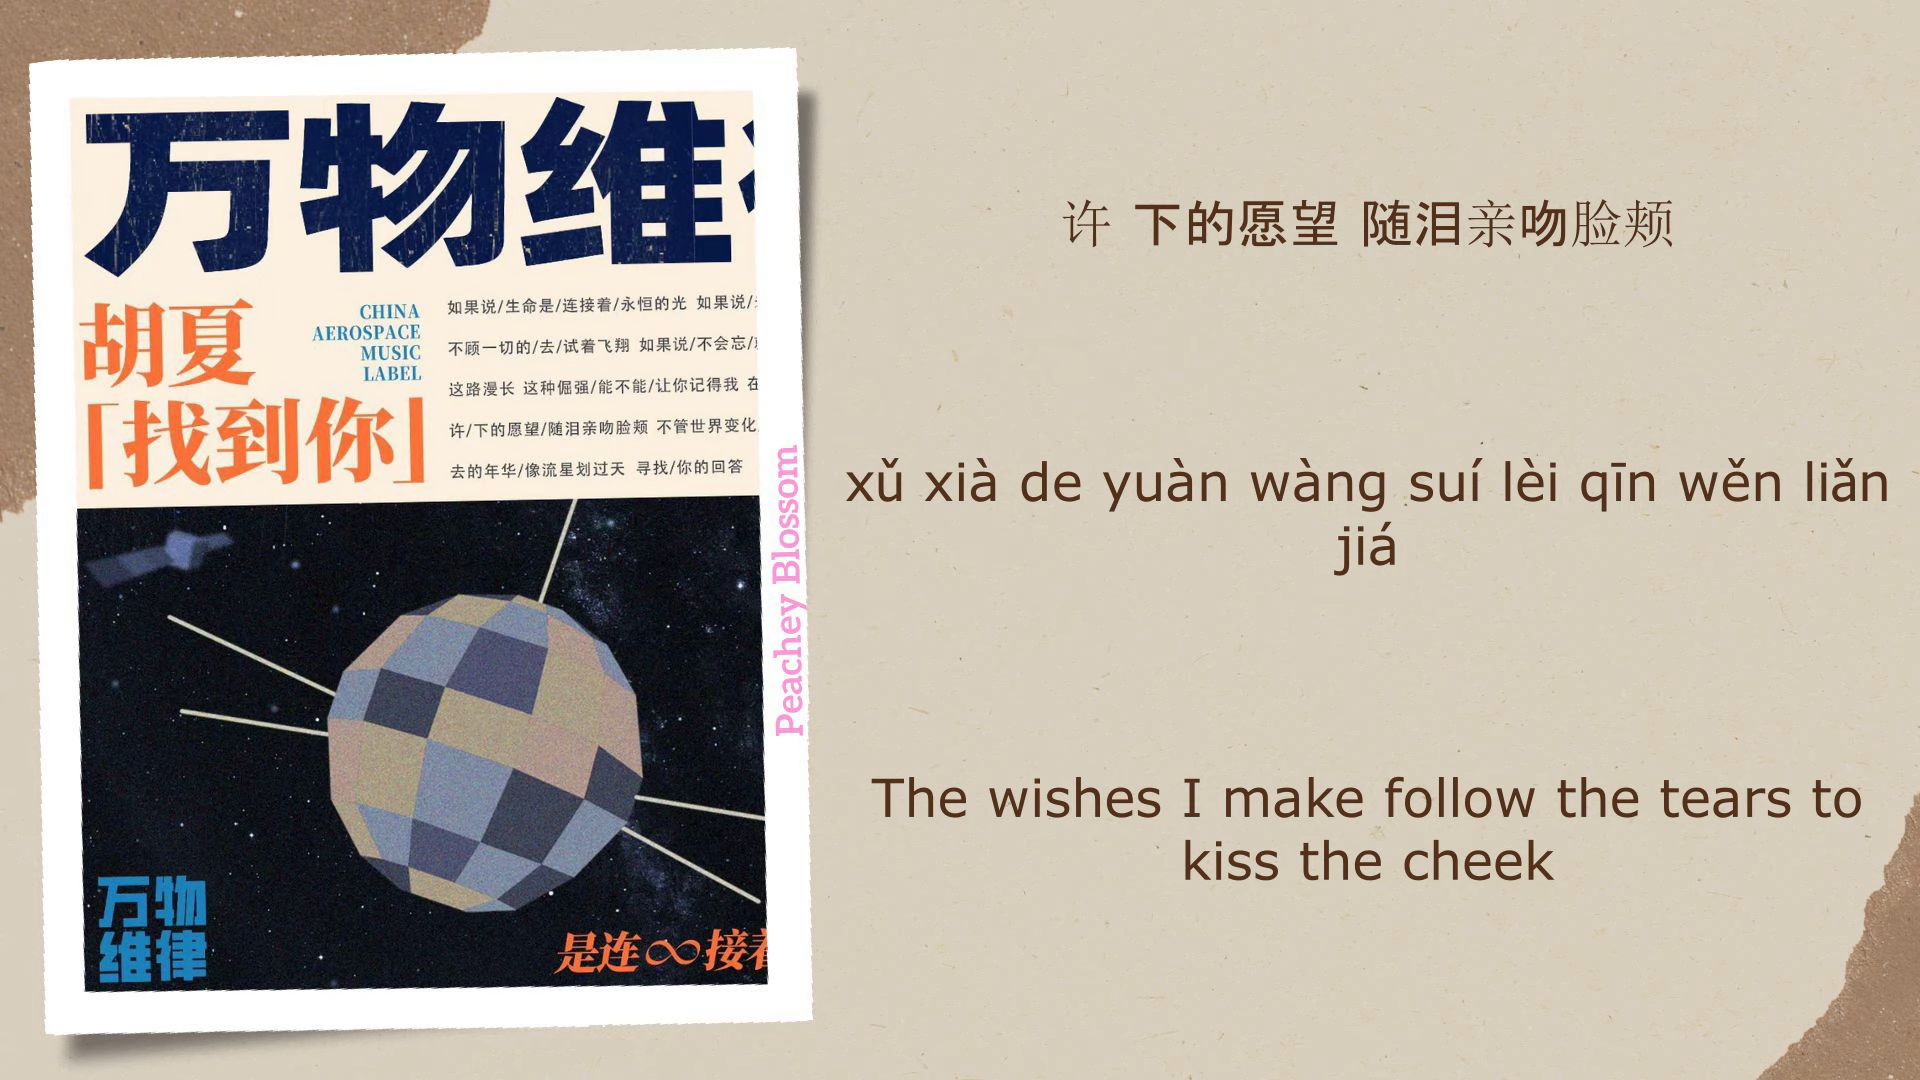 万物维
胡夏
「找到你」
CHINA
AEROSPACE
MUSIC
LABEL
如果说/生命是/连接着/永恒的光 如果说/
不顾一切的/去/试着飞翔 如果说/不会忘/
这路漫长 这种倔强/能不能/让你记得我 在
许/下的愿望/随泪亲吻脸颊 不管世界变化
去的年华/像流星划过天 寻找/你的回答
万物
维律
是连∞接着
Peachey Blossom
许 下的愿望 随泪亲吻脸颊
xǔ xià de yuàn wàng suí lèi qīn wěn liǎn
jiá
The wishes I make follow the tears to
kiss the cheek